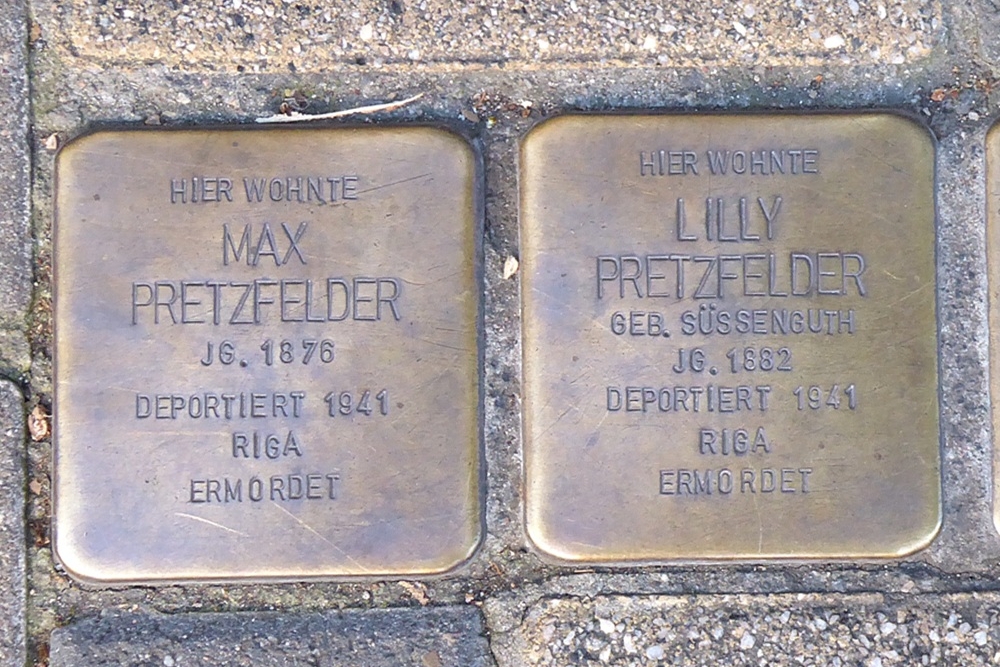 HIER WOHNTE
MAX
PRETZFELDER
JG. 1876
DEPORTIERT 1941
RIGA
ERMORDET
HIER WOHNTE
LILLY
PRETZFELDER
GEB. SÜSSENGUTH
JG. 1882
DEPORTIERT 1941
RIGA
ERMORDET